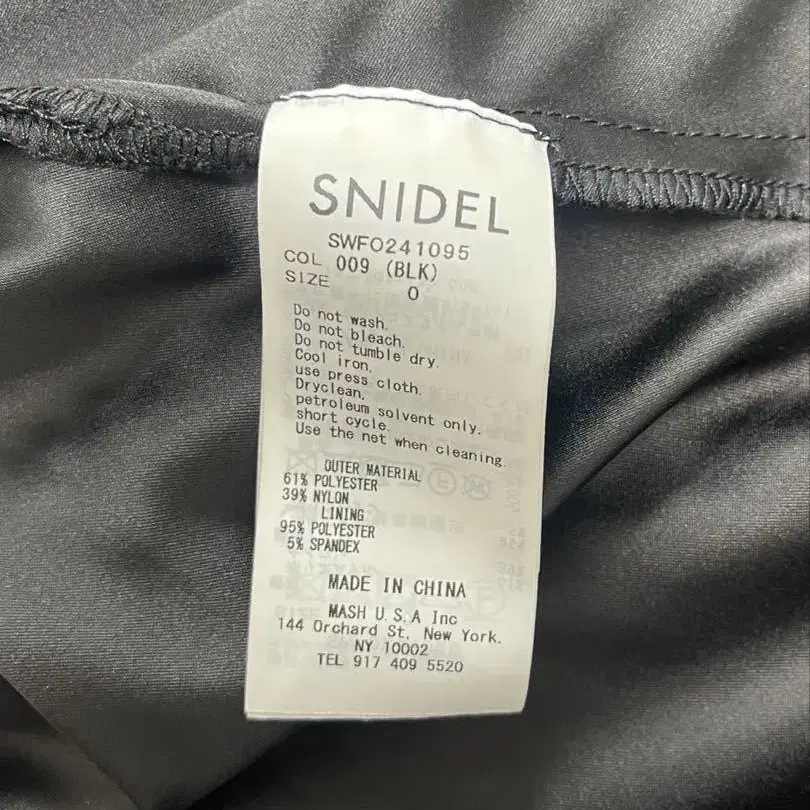 SNIDEL
SWFO241095
COL 009 (BLK)
SIZE 0
Do not wash.
Do not bleach.
Do not tumble dry.
Cool iron.
use press cloth.
Dryclean,
petroleum solvent only.
short cycle.
Use the net when cleaning.
OUTER MATERIAL
61% POLYESTER
39% NYLON
LINING
95% POLYESTER
5% SPANDEX
MADE IN CHINA
MASH U.S.A Inc
144 Orchard St. New York.
NY 10002
TEL 917 409 5520